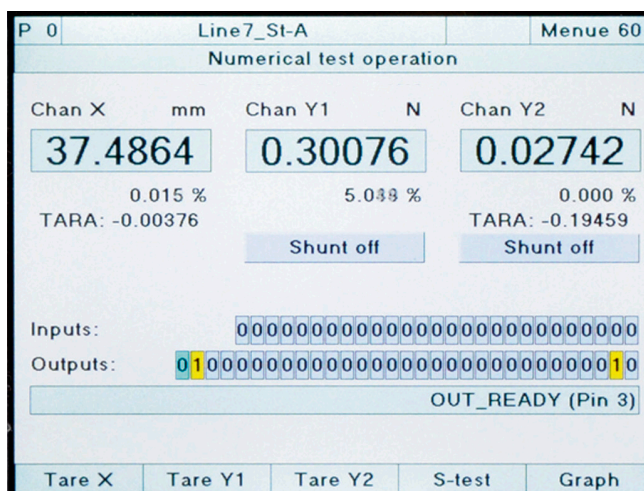 P 0 Line7_St-A Menue 60
Numerical test operation
Chan X mm Chan Y1 N Chan Y2 N
37.4864 0.30076 0.02742
0.015 % % 0.000 %
TARA: -0.00376 TARA: -0.19459
Shunt off Shunt off
Inputs: 000000000000000000000000000
Outputs: 0100000000000000000000000000010
OUT_READY (Pin 3)
Tare X Tare Y1 Tare Y2 S-test Graph